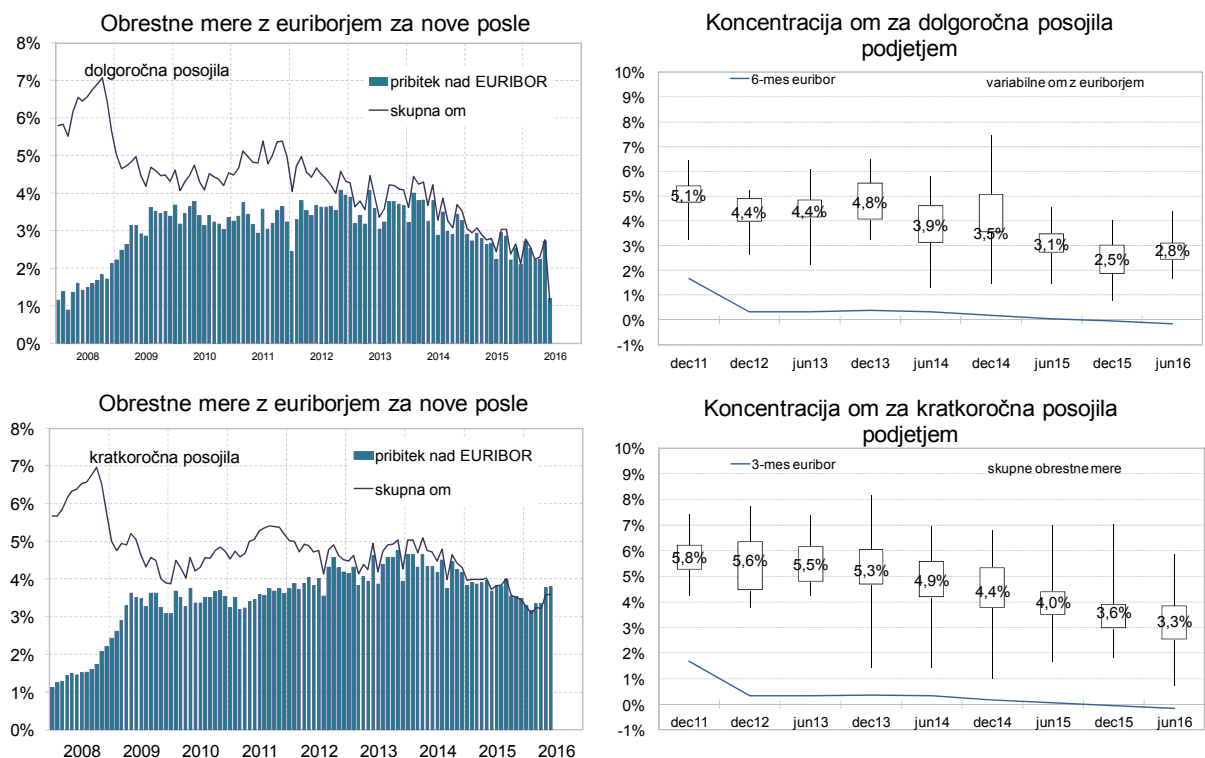 Obrestne mere z euriborjem za nove posle
8%
7%
6%
5%
4%
3%
2%
1%
0%
dolgoročna posojila
pribitek nad EURIBOR
skupna om
2008 2009 2010 2011 2012 2013 2014 2015 2016
Koncentracija om za dolgoročna posojila
podjetjem
10%
9%
8%
7%
6%
5%
4%
3%
2%
1%
0%
-1%
6-mes euribor
variabilne om z euriborjem
5,1% 4,4% 4,4% 4,8% 3,9% 3,5% 3,1% 2,5% 2,8%
dec11 dec12 jun13 dec13 jun14 dec14 jun15 dec15 jun16
Obrestne mere z euriborjem za nove posle
8%
7%
6%
5%
4%
3%
2%
1%
0%
kratkoročna posojila
pribitek nad EURIBOR
skupna om
2008 2009 2010 2011 2012 2013 2014 2015 2016
Koncentracija om za kratkoročna posojila
podjetjem
10%
9%
8%
7%
6%
5%
4%
3%
2%
1%
0%
-1%
3-mes euribor
skupne obrestne mere
5,8% 5,6% 5,5% 5,3% 4,9% 4,4% 4,0% 3,6% 3,3%
dec11 dec12 jun13 dec13 jun14 dec14 jun15 dec15 jun16